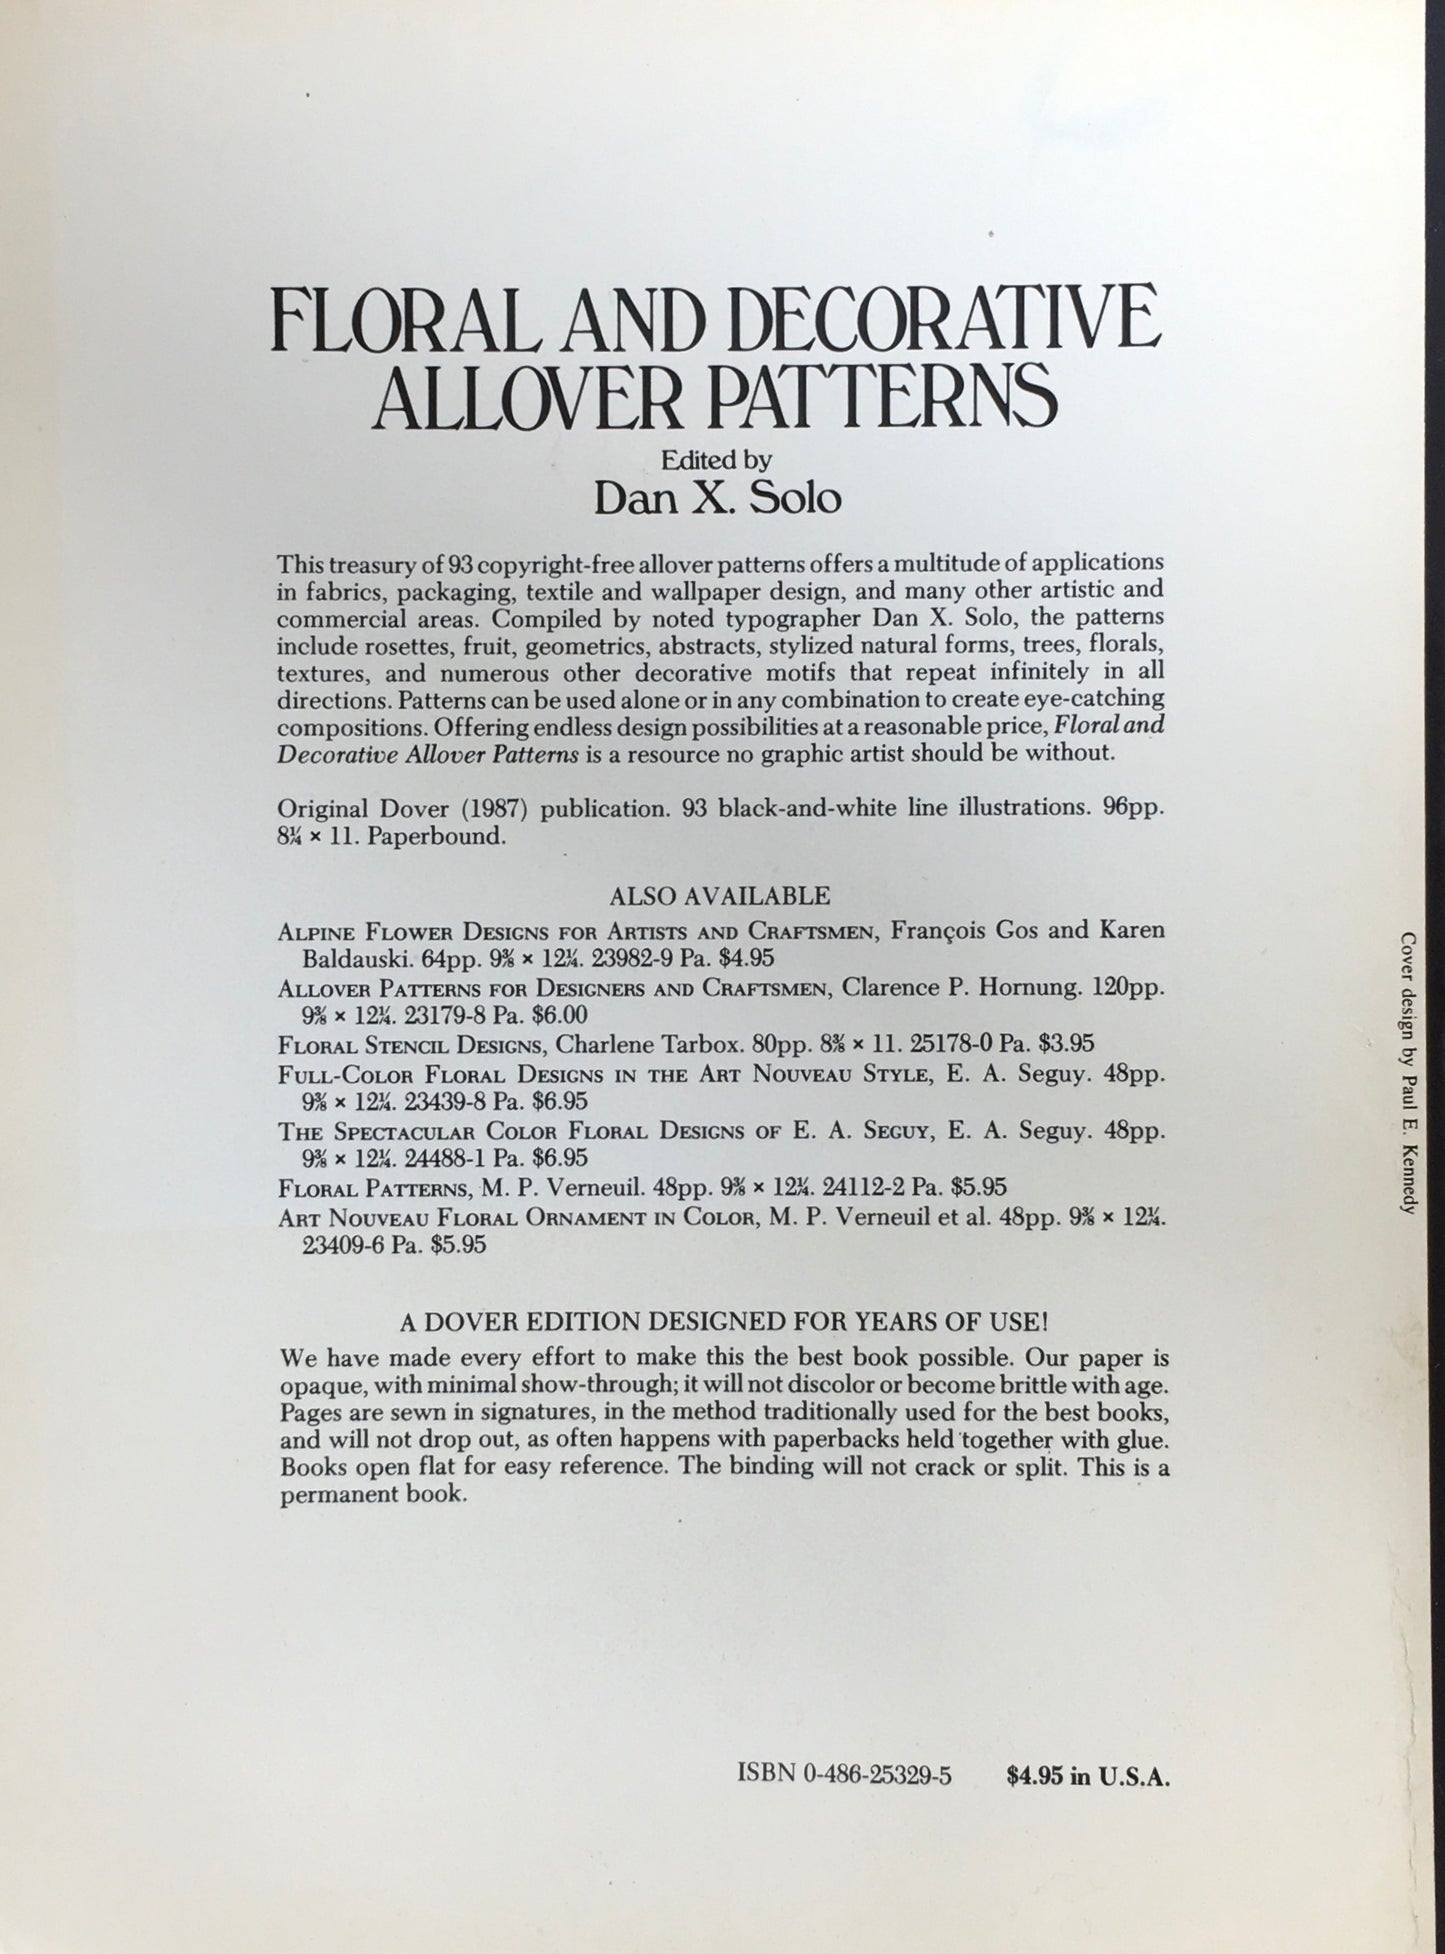 FLORAL AND DECORATIVE
ALLOVER PATTERNS
Edited by
Dan X. Solo
This treasury of 93 copyright-free allover patterns offers a multitude of applications
in fabrics, packaging, textile and wallpaper design, and many other artistic and
commercial areas. Compiled by noted typographer Dan X. Solo, the patterns
include rosettes, fruit, geometrics, abstracts, stylized natural forms, trees, florals,
textures, and numerous other decorative motifs that repeat infinitely in all
directions. Patterns can be used alone or in any combination to create eye-catching
compositions. Offering endless design possibilities at a reasonable price, Floral and
Decorative Allover Patterns is a resource no graphic artist should be without.
Original Dover (1987) publication. 93 black-and-white line illustrations. 96pp.
8¼ × 11. Paperbound.
ALSO AVAILABLE
ALPINE FLOWER DESIGNS FOR ARTISTS AND CRAFTSMEN, François Gos and Karen
Baldauski. 64pp. 9⅜ × 12¼. 23982-9 Pa. $4.95
ALLOVER PATTERNS FOR DESIGNERS AND CRAFTSMEN, Clarence P. Hornung. 120pp.
9⅜ × 12¼. 23179-8 Pa. $6.00
FLORAL STENCIL DESIGNS, Charlene Tarbox. 80pp. 8⅜ × 11. 25178-0 Pa. $3.95
FULL-COLOR FLORAL DESIGNS IN THE ART NOUVEAU STYLE, E. A. Seguy. 48pp.
9⅜ × 12¼. 23439-8 Pa. $6.95
THE SPECTACULAR COLOR FLORAL DESIGNS OF E. A. SEGUY, E. A. Seguy. 48pp.
9⅜ × 12¼. 24488-1 Pa. $6.95
FLORAL PATTERNS, M. P. Verneuil. 48pp. 9⅜ × 12¼. 24112-2 Pa. $5.95
ART NOUVEAU FLORAL ORNAMENT IN COLOR, M. P. Verneuil et al. 48pp. 9⅜ × 12¼.
23409-6 Pa. $5.95
A DOVER EDITION DESIGNED FOR YEARS OF USE!
We have made every effort to make this the best book possible. Our paper is
opaque, with minimal show-through; it will not discolor or become brittle with age.
Pages are sewn in signatures, in the method traditionally used for the best books,
and will not drop out, as often happens with paperbacks held together with glue.
Books open flat for easy reference. The binding will not crack or split. This is a
permanent book.
ISBN 0-486-25329-5 $4.95 in U.S.A.
Cover design by Paul E. Kennedy